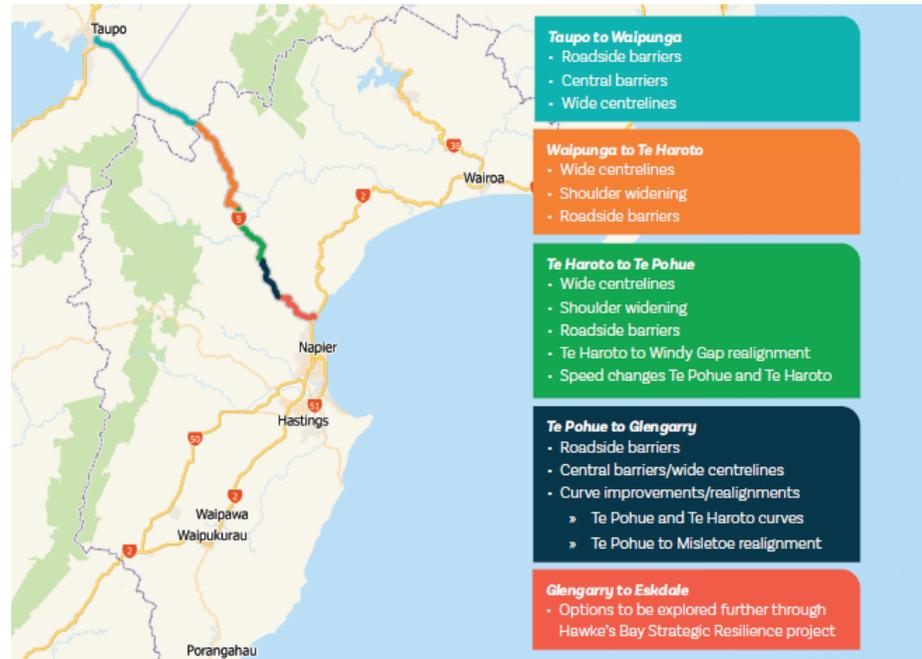 Taupo
38
Wairoa
2
5
Napier
51
Hastings
50
2
Waipawa
Waipukurau
2
Porangahau
Taupo to Waipunga
- Roadside barriers
- Central barriers
- Wide centrelines
Waipunga to Te Haroto
- Wide centrelines
- Shoulder widening
- Roadside barriers
Te Haroto to Te Pohue
- Wide centrelines
- Shoulder widening
- Roadside barriers
- Te Haroto to Windy Gap realignment
- Speed changes Te Pohue and Te Haroto
Te Pohue to Glengarry
- Roadside barriers
- Central barriers/wide centrelines
- Curve improvements/realignments
» Te Pohue and Te Haroto curves
» Te Pohue to Misletoe realignment
Glengarry to Eskdale
- Options to be explored further through
Hawke's Bay Strategic Resilience project